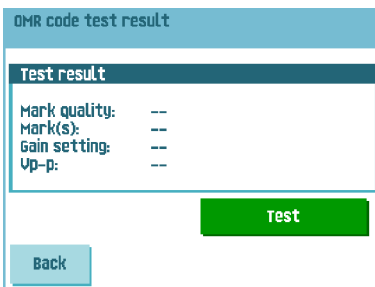 OMR code test result
Test result
Mark quality: --
Mark(s): --
Gain setting: --
Vp-p: --
Test
Back